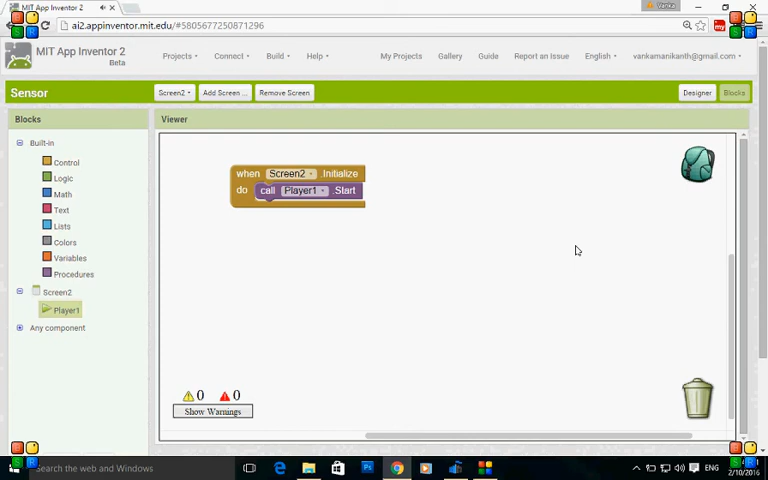 MIT App Inventor 2
Vanka
ai2.appinventor.mit.edu/#5805677250871296
my
MIT App Inventor 2
Beta
Projects
Connect
Build
Help
My Projects
Gallery
Guide
Report an Issue
English
vankamanikanth@gmail.com
Sensor
Screen2
Add Screen ...
Remove Screen
Designer
Blocks
Blocks
Viewer
Built-in
Control
Logic
Math
Text
Lists
Colors
Variables
Procedures
Screen2
Player1
Any component
when Screen2 .Initialize
do call Player1 .Start
0 0
Show Warnings
Search the web and Windows
ENG
2/10/2016